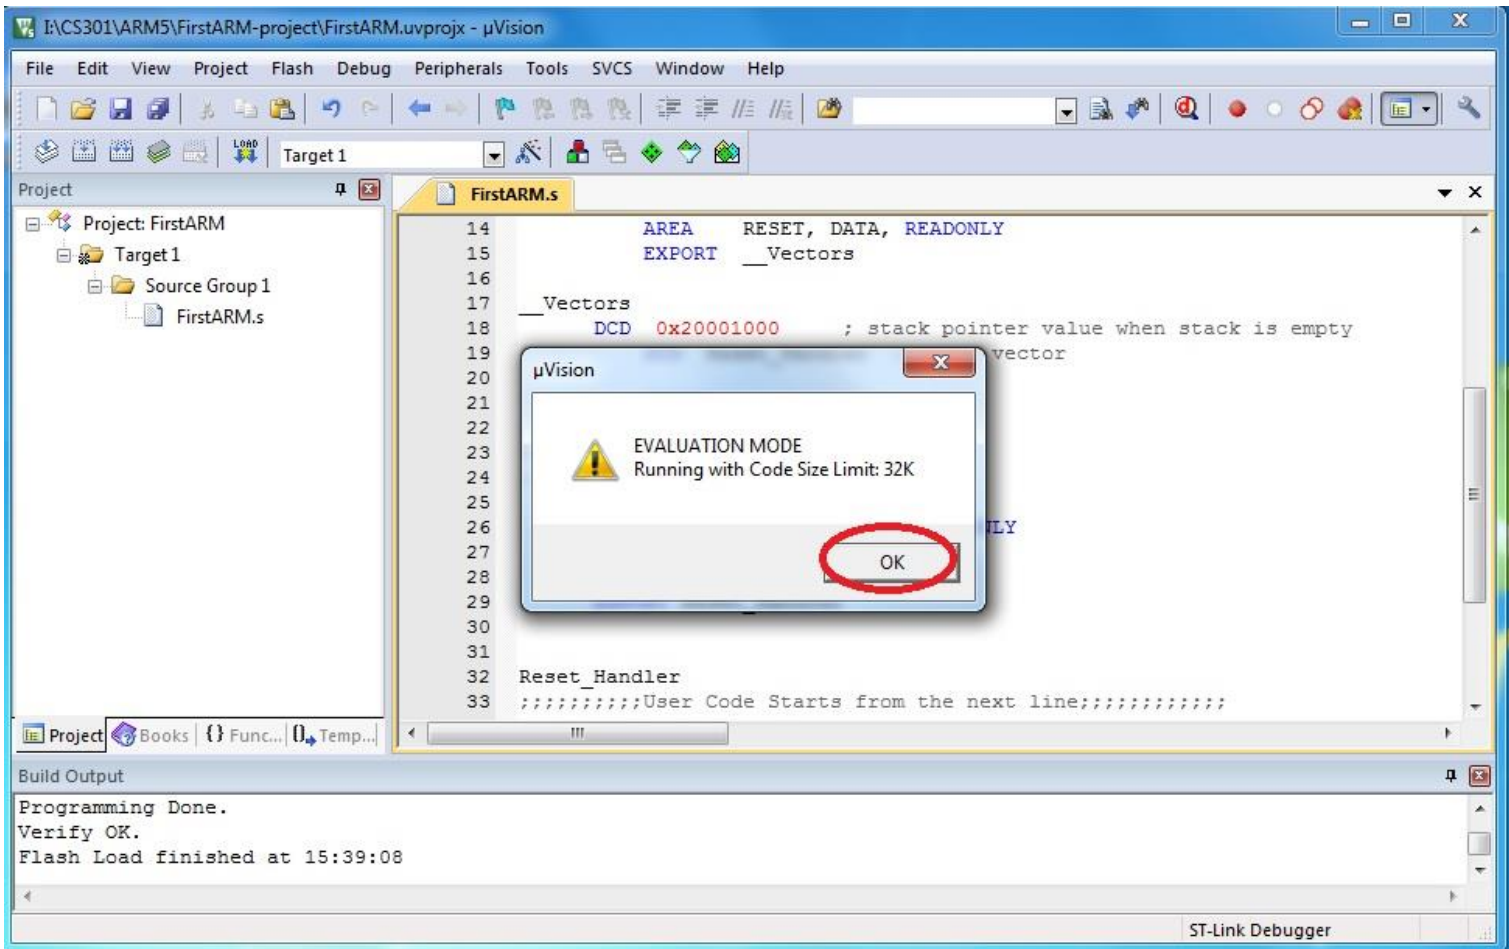 I:\CS301\ARM5\FirstARM-project\FirstARM.uvprojx - µVision
File Edit View Project Flash Debug Peripherals Tools SVCS Window Help
LOAD Target 1
Project
FirstARM.s
Project: FirstARM
Target 1
Source Group 1
FirstARM.s
14 AREA RESET, DATA, READONLY
15 EXPORT __Vectors
16
17 __Vectors
18 DCD 0x20001000 ; stack pointer value when stack is empty
19 vector
20
21
22
23
24
25
26 NLY
27
28
29
30
31
32 Reset_Handler
33 ;;;;;;;;;;User Code Starts from the next line;;;;;;;;;;;;
µVision
EVALUATION MODE
Running with Code Size Limit: 32K
OK
Project Books {} Func... Temp...
Build Output
Programming Done.
Verify OK.
Flash Load finished at 15:39:08
ST-Link Debugger